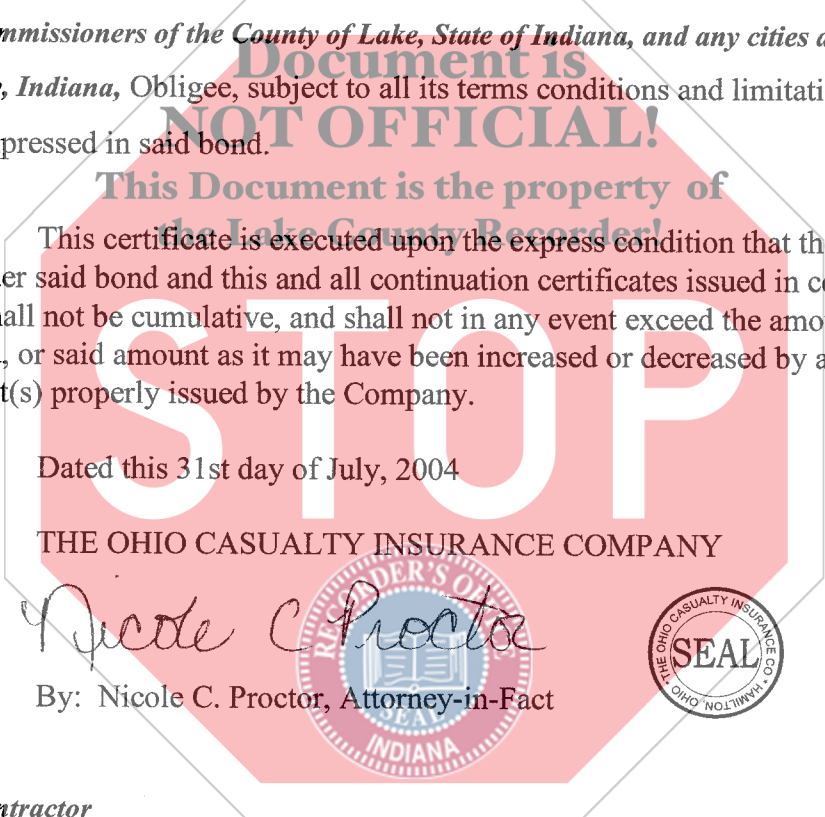 mmissioners of the County of Lake, State of Indiana, and any cities a
Document is
, Indiana, Obligee, subject to all its terms conditions and limitati
NOT OFFICIAL!
pressed in said bond.
This Document is the property of
the Lake County Recorder!
This certificate is executed upon the express condition that th
er said bond and this and all continuation certificates issued in c
all not be cumulative, and shall not in any event exceed the amo
, or said amount as it may have been increased or decreased by a
t(s) properly issued by the Company.
STOP
Dated this 31st day of July, 2004
THE OHIO CASUALTY INSURANCE COMPANY
RECORDER'S OFFICE
Nicole C Proctor
THE OHIO CASUALTY INSURANCE CO * HAMILTON, OHIO *
SEAL
By: Nicole C. Proctor, Attorney-in-Fact
SEAL
INDIANA
ntractor